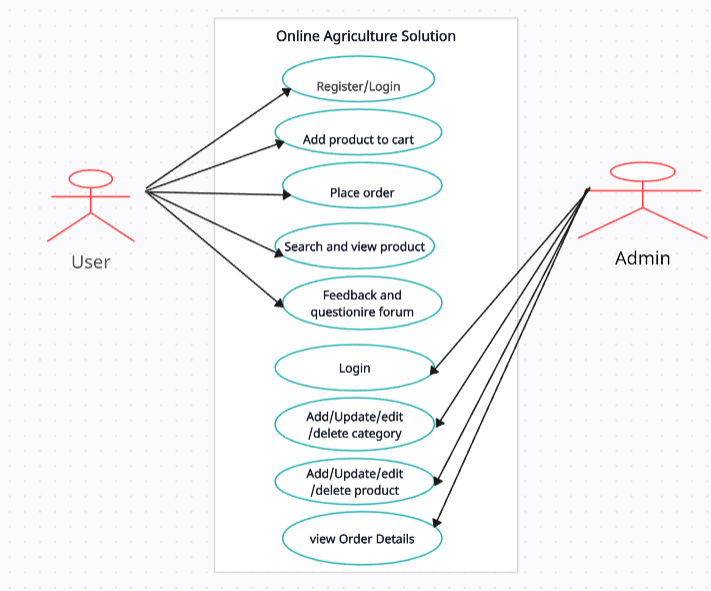 Online Agriculture Solution
Register/Login
Add product to cart
Place order
Search and view product
Feedback and
questionire forum
Login
Add/Update/edit
/delete category
Add/Update/edit
/delete product
view Order Details
User
Admin